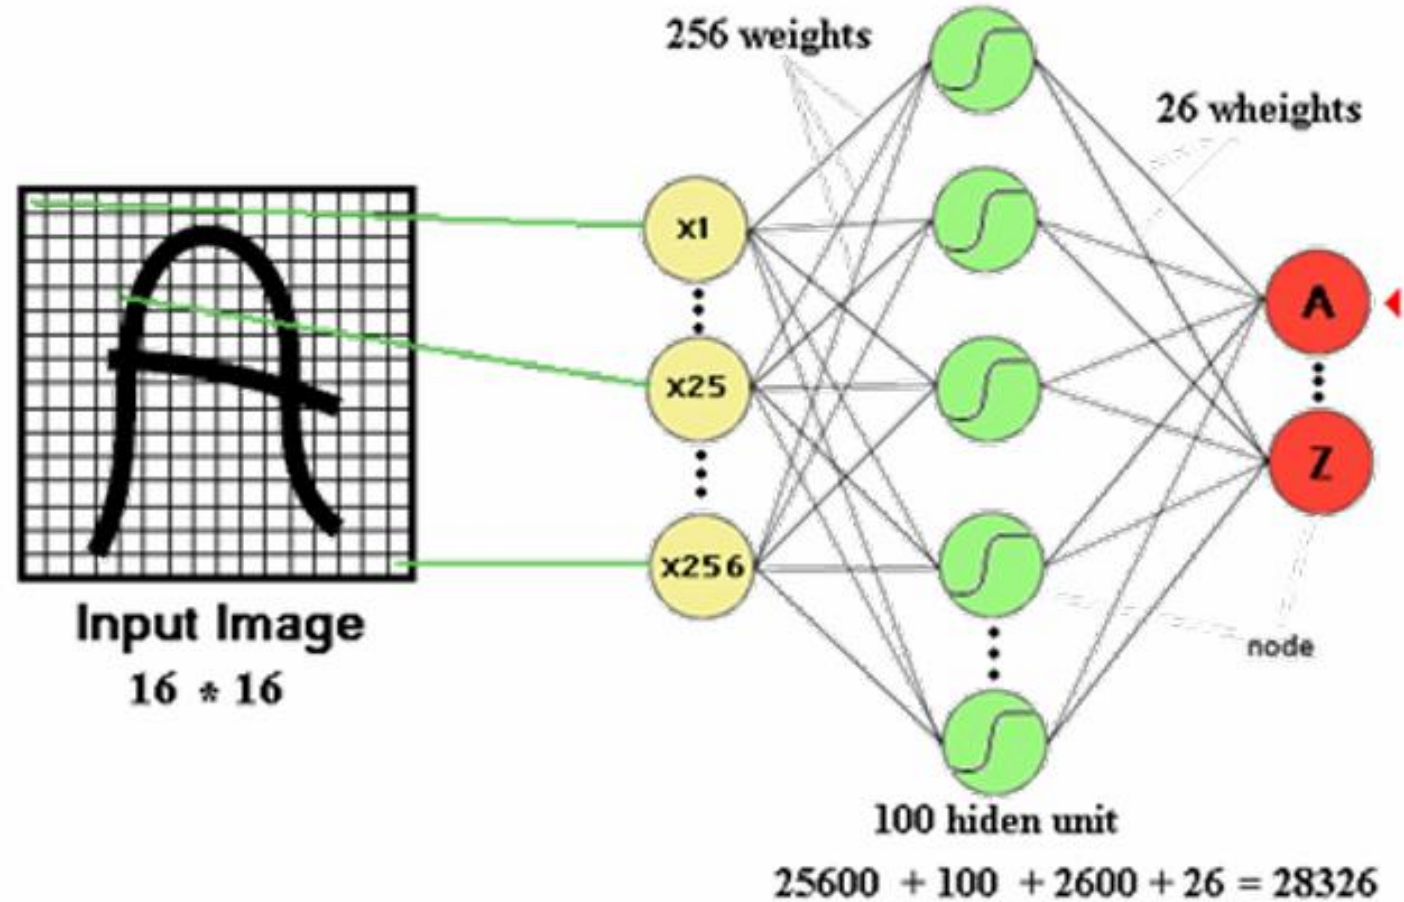 256 weights
26 wheights
x1
x25
x256
A
Z
node
Input Image
16 * 16
100 hiden unit
25600 + 100 + 2600 + 26 = 28326